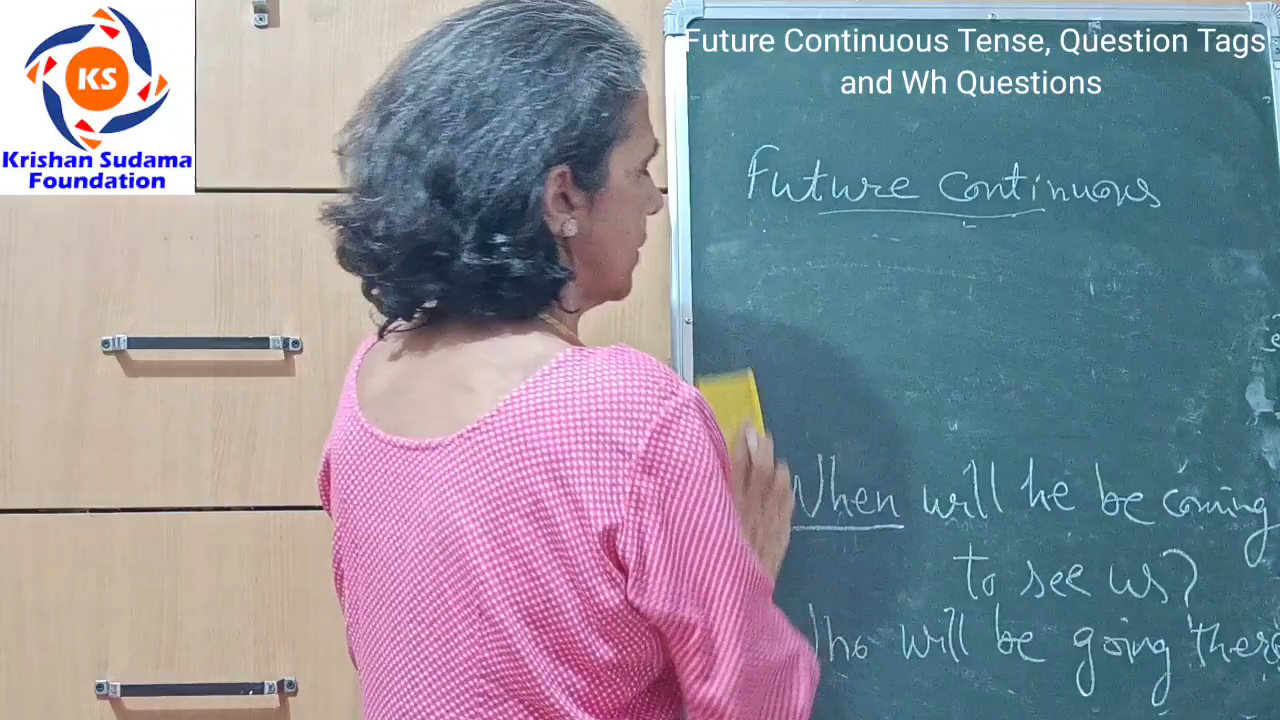 KS
Krishan Sudama
Foundation
Future Continuous Tense, Question Tags
and Wh Questions
Future Continuous
When will he be coming
to see us?
Who will be going there